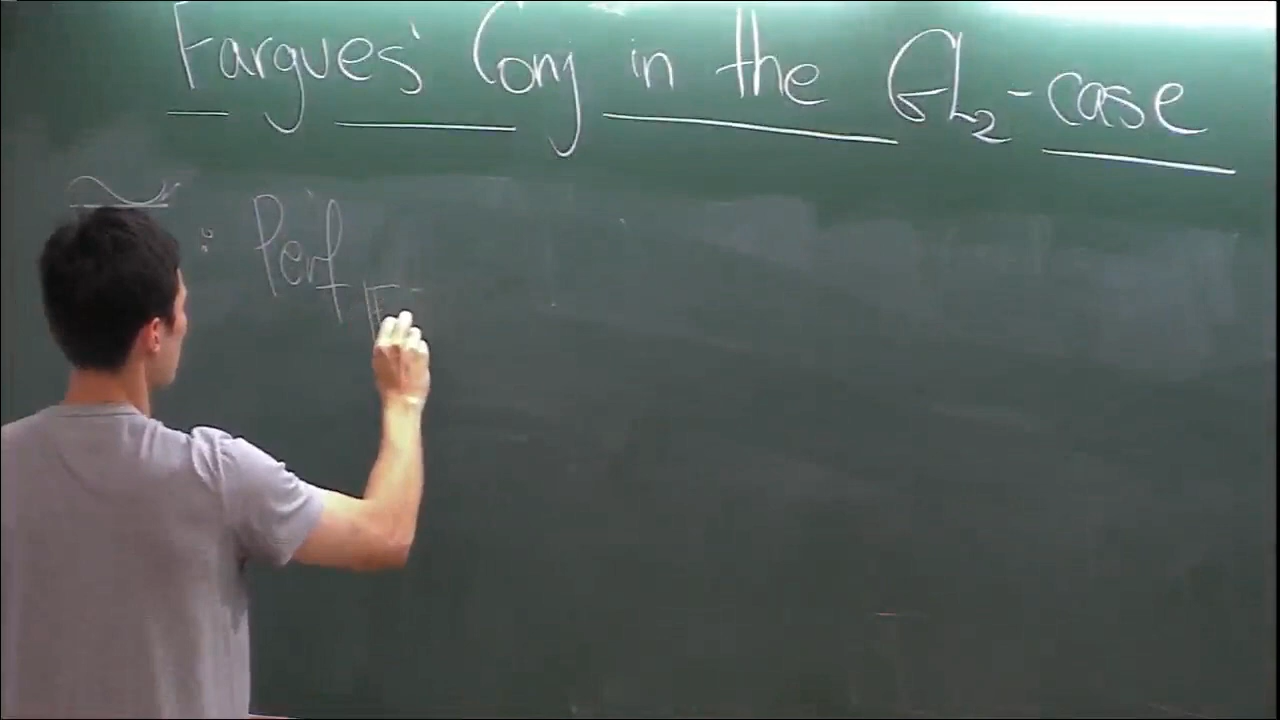 Fargues' Conj in the GL₂-case
: Perf F